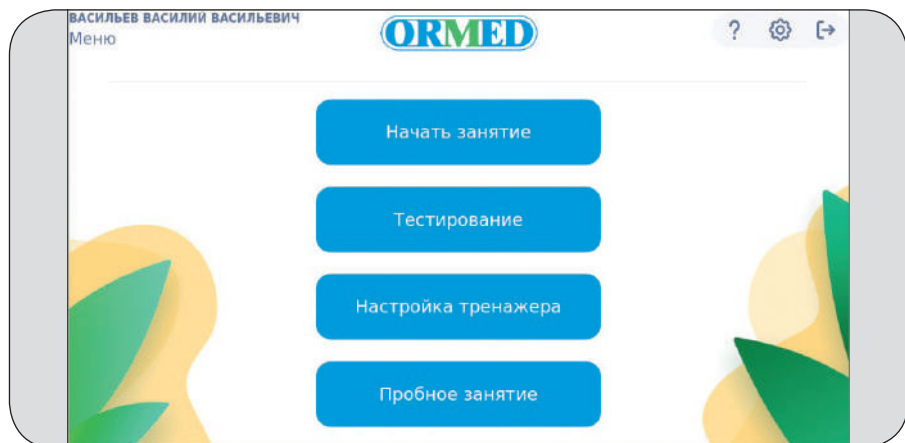 ВАСИЛЬЕВ ВАСИЛИЙ ВАСИЛЬЕВИЧ
Меню
ORMED
?
Начать занятие
Тестирование
Настройка тренажера
Пробное занятие